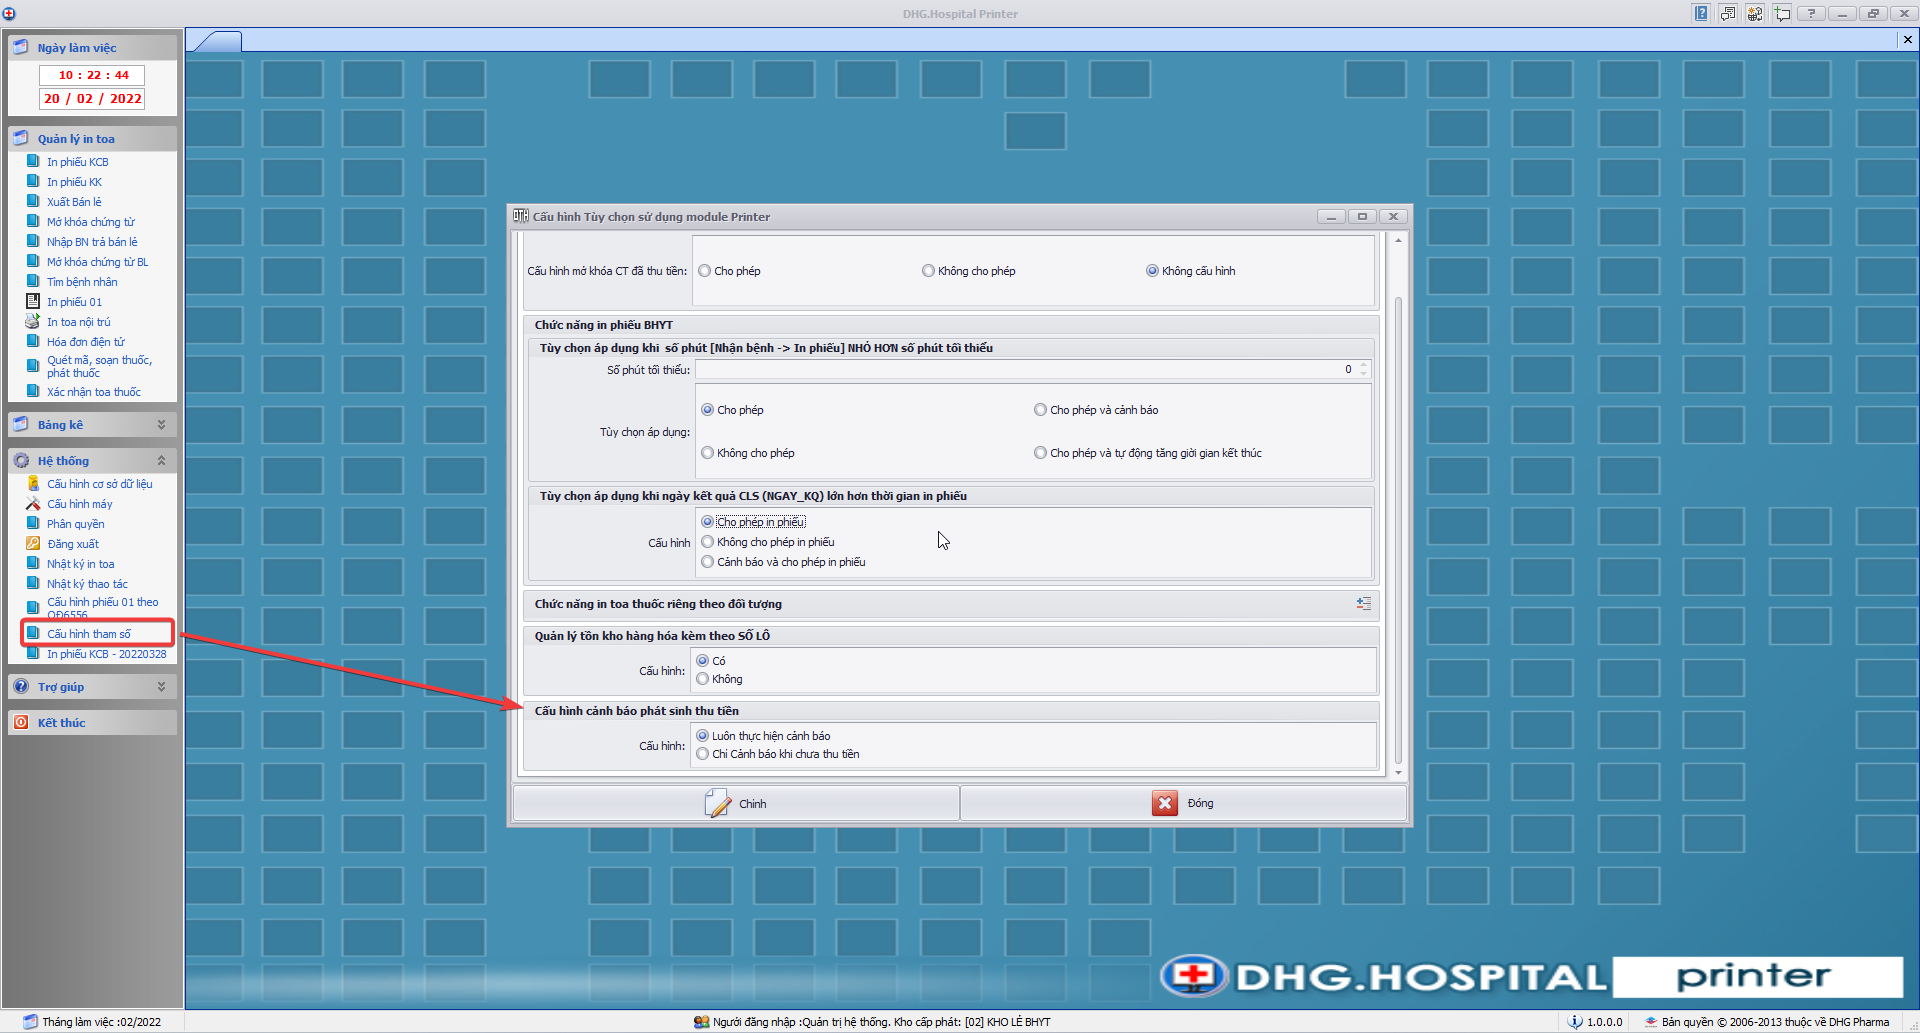 DHG.Hospital Printer
Ngày làm việc
10 : 22 : 44
20 / 02 / 2022
Quản lý in toa
In phiếu KCB
In phiếu KK
Xuất Bán lẻ
Mở khóa chứng từ
Nhập BN trả bán lẻ
Mở khóa chứng từ BL
Tìm bệnh nhân
In phiếu 01
In toa nội trú
Hóa đơn điện tử
Quét mã, soạn thuốc,
phát thuốc
Xác nhận toa thuốc
Bảng kê
Hệ thống
Cấu hình cơ sở dữ liệu
Cấu hình máy
Phân quyền
Đăng xuất
Nhật ký in toa
Nhật ký thao tác
Cấu hình phiếu 01 theo
QĐ6556
Cấu hình tham số
In phiếu KCB - 20220328
Trợ giúp
Kết thúc
Cấu hình Tùy chọn sử dụng module Printer
Cấu hình mở khóa CT đã thu tiền:
Cho phép
Không cho phép
Không cấu hình
Chức năng in phiếu BHYT
Tùy chọn áp dụng khi số phút [Nhận bệnh -> In phiếu] NHỎ HƠN số phút tối thiểu
Số phút tối thiểu:
0
Tùy chọn áp dụng:
Cho phép
Cho phép và cảnh báo
Không cho phép
Cho phép và tự động tăng giời gian kết thúc
Tùy chọn áp dụng khi ngày kết quả CLS (NGAY_KQ) lớn hơn thời gian in phiếu
Cấu hình
Cho phép in phiếu
Không cho phép in phiếu
Cảnh báo và cho phép in phiếu
Chức năng in toa thuốc riêng theo đối tượng
Quản lý tồn kho hàng hóa kèm theo SỐ LÔ
Cấu hình:
Có
Không
Cấu hình cảnh báo phát sinh thu tiền
Cấu hình:
Luôn thực hiện cảnh báo
Chỉ Cảnh báo khi chưa thu tiền
Chỉnh
Đóng
DHG.HOSPITAL printer
Tháng làm việc :02/2022
Người đăng nhập :Quản trị hệ thống. Kho cấp phát: [02] KHO LẺ BHYT
1.0.0.0
Bản quyền © 2006-2013 thuộc về DHG Pharma